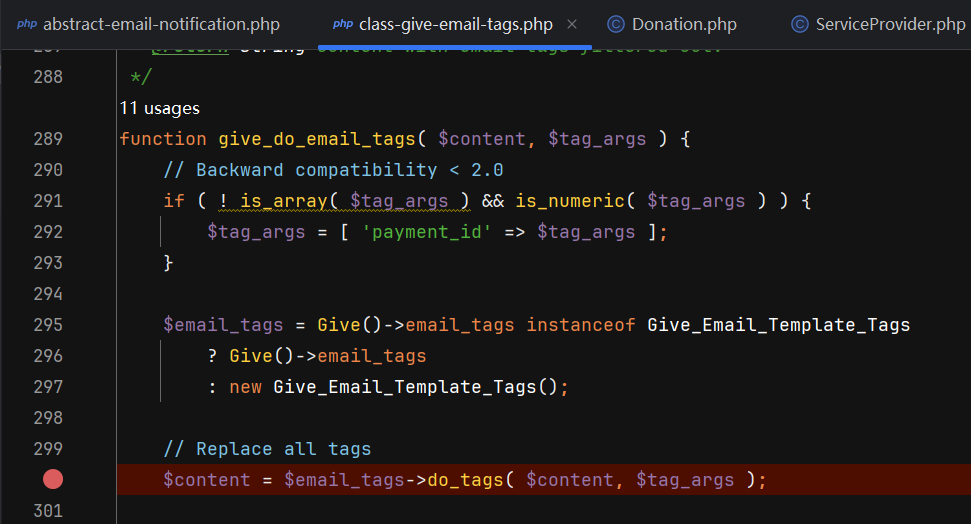 php abstract-email-notification.php php class-give-email-tags.php × © Donation.php © ServiceProvider.php
288 */
11 usages
289 function give_do_email_tags( $content, $tag_args ) {
290 // Backward compatibility < 2.0
291 if ( ! is_array( $tag_args ) && is_numeric( $tag_args ) ) {
292 $tag_args = [ 'payment_id' => $tag_args ];
293 }
294
295 $email_tags = Give()->email_tags instanceof Give_Email_Template_Tags
296 ? Give()->email_tags
297 : new Give_Email_Template_Tags();
298
299 // Replace all tags
$content = $email_tags->do_tags( $content, $tag_args );
301